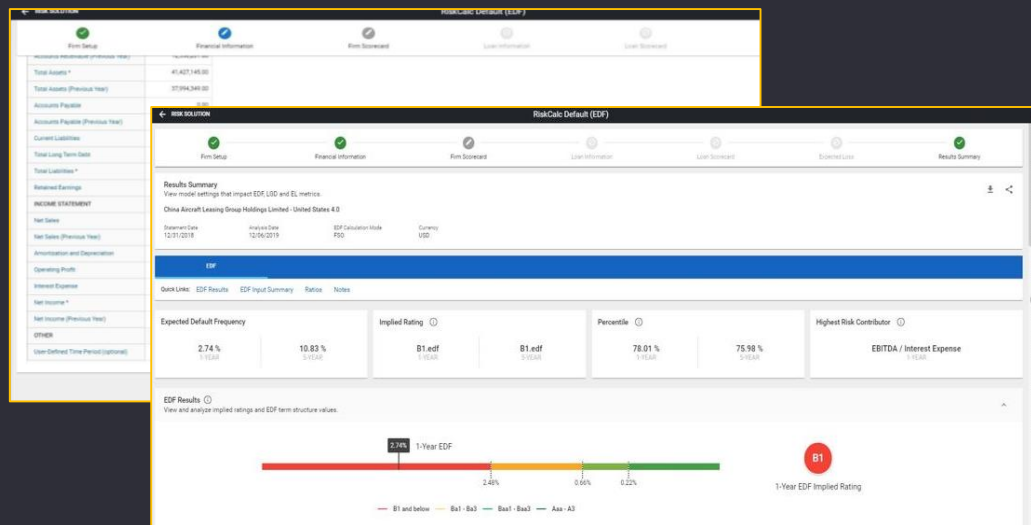 ← RISK SOLUTION
RiskCalc Default (EDF)
Firm Setup
Financial Information
Firm Scorecard
Loan Information
Loan Scorecard
Accounts Receivable (Previous Year)
Total Assets * 41,427,145.00
Total Assets (Previous Year) 37,994,349.00
Accounts Payable 0.00
Accounts Payable (Previous Year)
Current Liabilities
Total Long Term Debt
Total Liabilities *
Retained Earnings
INCOME STATEMENT
Net Sales
Net Sales (Previous Year)
Amortization and Depreciation
Operating Profit
Interest Expense
Net Income *
Net Income (Previous Year)
OTHER
User-Defined Time Period (optional)
← RISK SOLUTION
RiskCalc Default (EDF)
Firm Setup
Financial Information
Firm Scorecard
Loan Information
Loan Scorecard
Expected Loss
Results Summary
Results Summary
View model settings that impact EDF, LGD and EL metrics.
China Aircraft Leasing Group Holdings Limited - United States 4.0
Statement Date Analysis Date EDF Calculation Mode Currency
12/31/2018 12/06/2019 FSO USD
EDF
Quick Links: EDF Results EDF Input Summary Ratios Notes
Expected Default Frequency
2.74 % 10.83 %
1-YEAR 5-YEAR
Implied Rating
B1.edf B1.edf
1-YEAR 5-YEAR
Percentile
78.01 % 75.98 %
1-YEAR 5-YEAR
Highest Risk Contributor
EBITDA / Interest Expense
1-YEAR
EDF Results
View and analyze implied ratings and EDF term structure values.
2.74% 1-Year EDF
2.48% 0.66% 0.22%
B1 and below Ba1 - Ba3 Baa1 - Baa3 Aaa - A3
B1
1-Year EDF Implied Rating